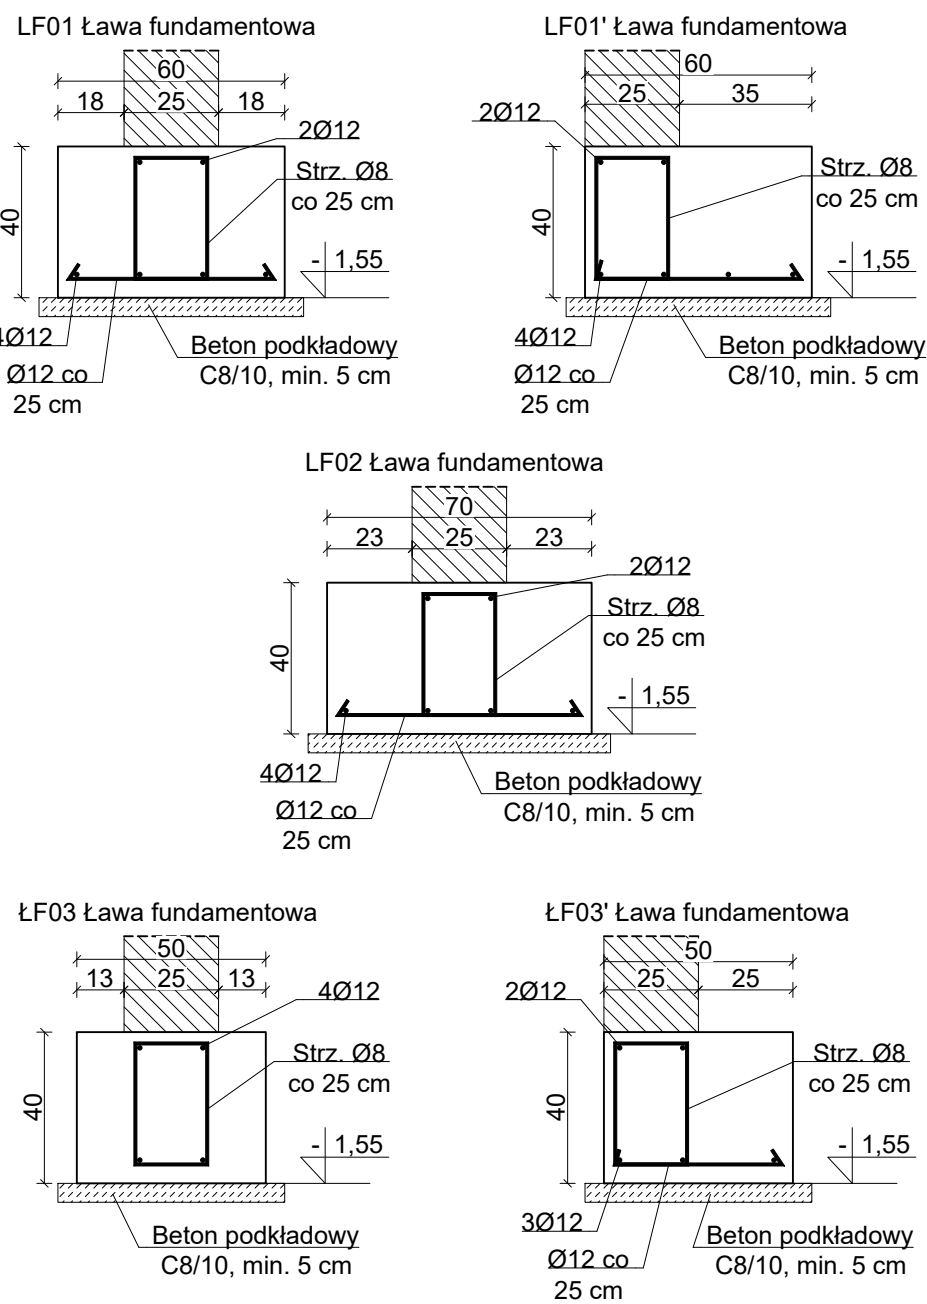 LF01 Ława fundamentowa
60
18 25 18
2Ø12
Strz. Ø8
co 25 cm
40
- 1,55
4Ø12
Ø12 co
25 cm
Beton podkładowy
C8/10, min. 5 cm
LF01' Ława fundamentowa
60
25 35
2Ø12
Strz. Ø8
co 25 cm
40
- 1,55
4Ø12
Ø12 co
25 cm
Beton podkładowy
C8/10, min. 5 cm
LF02 Ława fundamentowa
70
23 25 23
2Ø12
Strz. Ø8
co 25 cm
40
- 1,55
4Ø12
Ø12 co
25 cm
Beton podkładowy
C8/10, min. 5 cm
ŁF03 Ława fundamentowa
50
13 25 13
4Ø12
Strz. Ø8
co 25 cm
40
- 1,55
Beton podkładowy
C8/10, min. 5 cm
ŁF03' Ława fundamentowa
50
25 25
2Ø12
Strz. Ø8
co 25 cm
40
- 1,55
3Ø12
Ø12 co
25 cm
Beton podkładowy
C8/10, min. 5 cm